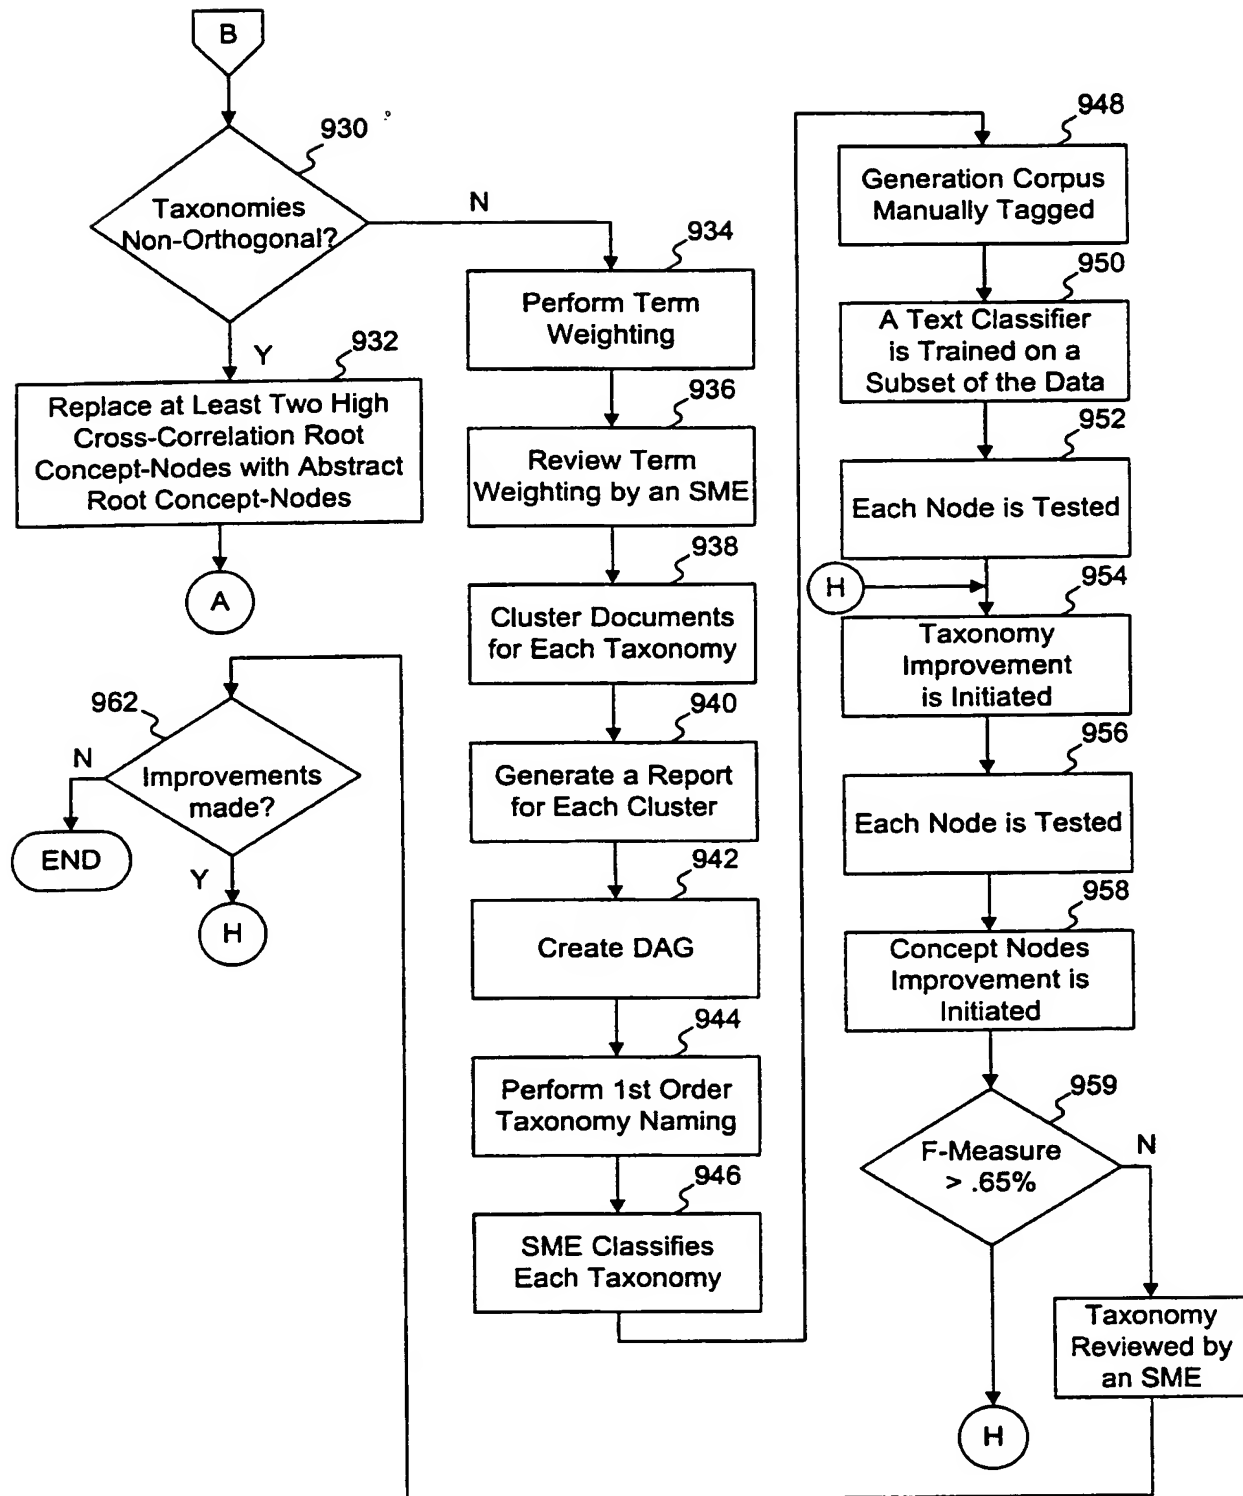 B
930
Taxonomies
Non-Orthogonal?
N
Y
932
Replace at Least Two High
Cross-Correlation Root
Concept-Nodes with Abstract
Root Concept-Nodes
A
962
Improvements
made?
N
END
Y
H
934
Perform Term
Weighting
936
Review Term
Weighting by an SME
938
Cluster Documents
for Each Taxonomy
940
Generate a Report
for Each Cluster
942
Create DAG
944
Perform 1st Order
Taxonomy Naming
946
SME Classifies
Each Taxonomy
948
Generation Corpus
Manually Tagged
950
A Text Classifier
is Trained on a
Subset of the Data
952
Each Node is Tested
H
954
Taxonomy
Improvement
is Initiated
956
Each Node is Tested
958
Concept Nodes
Improvement is
Initiated
959
F-Measure
> .65%
N
Taxonomy
Reviewed by
an SME
H